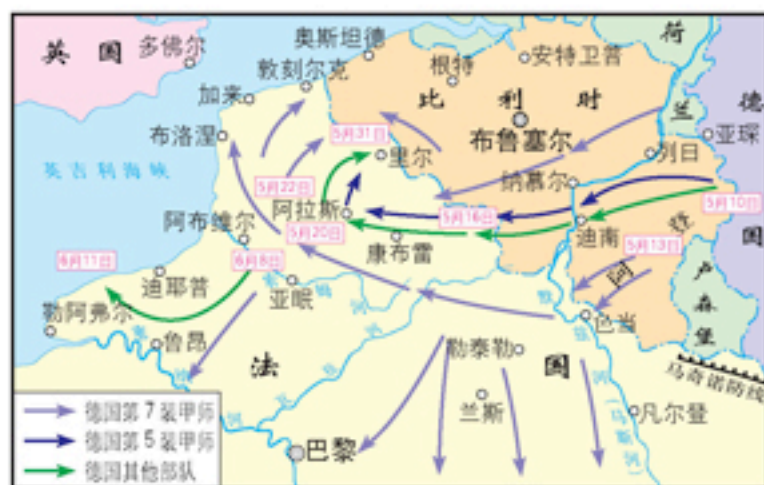 英国
多佛尔
奥斯坦德
安特卫普
荷兰
敦刻尔克
根特
加来
比利时
德国
布洛涅
5月31日
里尔
布鲁塞尔
亚琛
列日
英吉利海峡
5月22日
纳慕尔
阿拉斯
5月16日
5月10日
阿布维尔
5月20日
康布雷
迪南
5月13日
阿登
6月11日
6月8日
迪耶普
亚眠
卢森堡
勒阿弗尔
色当
鲁昂
法国
勒泰勒
马奇诺防线
兰斯
凡尔登
巴黎
(马斯河)
德国第7装甲师
德国第5装甲师
德国其他部队